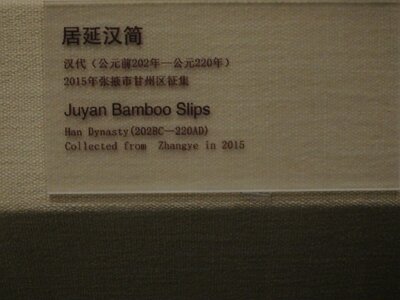 居延汉简
汉代（公元前202年—公元220年）
2015年张掖市甘州区征集
Juyan Bamboo Slips
Han Dynasty(202BC—220AD)
Collected from Zhangye in 2015